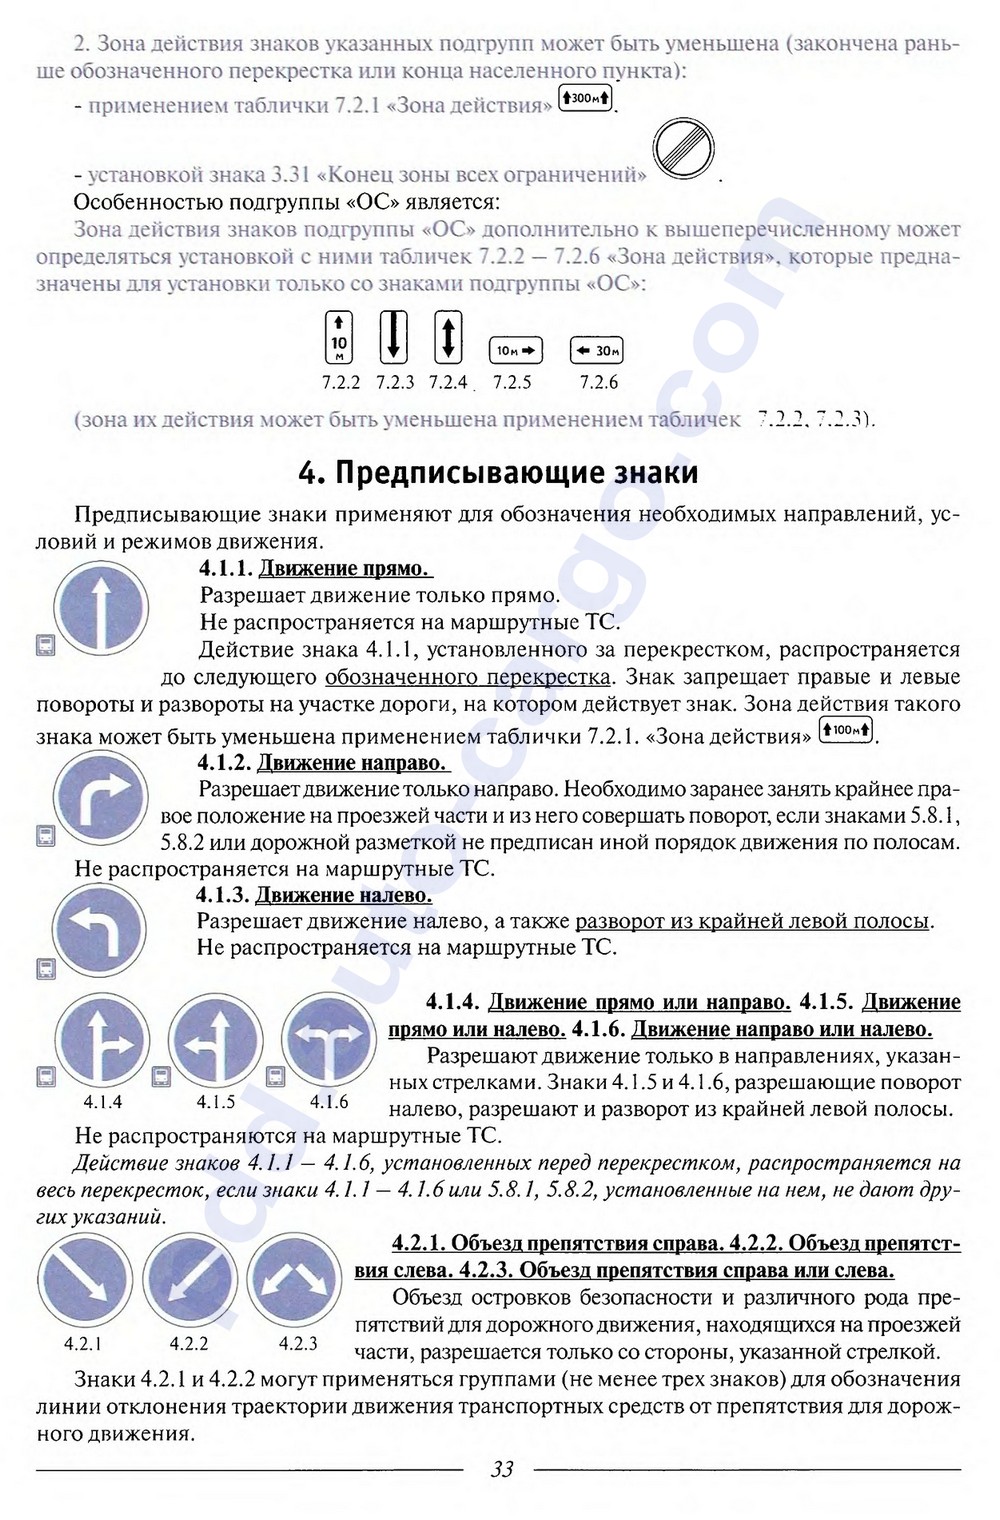 2. Зона действия знаков указанных подгрупп может быть уменьшена (закончена рань-
ше обозначенного перекрестка или конца населенного пункта):
- применением таблички 7.2.1 «Зона действия» 300м.
- установкой знака 3.31 «Конец зоны всех ограничений» .
Особенностью подгруппы «ОС» является:
Зона действия знаков подгруппы «ОС» дополнительно к вышеперечисленному может
определяться установкой с ними табличек 7.2.2 – 7.2.6 «Зона действия», которые предна-
значены для установки только со знаками подгруппы «ОС»:
10 м 10м 30м
7.2.2 7.2.3 7.2.4 7.2.5 7.2.6
(зона их действия может быть уменьшена применением табличек 7.2.2, 7.2.3).
4. Предписывающие знаки
Предписывающие знаки применяют для обозначения необходимых направлений, ус-
ловий и режимов движения.
4.1.1. Движение прямо.
Разрешает движение только прямо.
Не распространяется на маршрутные ТС.
Действие знака 4.1.1, установленного за перекрестком, распространяется
до следующего обозначенного перекрестка. Знак запрещает правые и левые
повороты и развороты на участке дороги, на котором действует знак. Зона действия такого
знака может быть уменьшена применением таблички 7.2.1. «Зона действия» 100м.
4.1.2. Движение направо.
Разрешает движение только направо. Необходимо заранее занять крайнее пра-
вое положение на проезжей части и из него совершать поворот, если знаками 5.8.1,
5.8.2 или дорожной разметкой не предписан иной порядок движения по полосам.
Не распространяется на маршрутные ТС.
4.1.3. Движение налево.
Разрешает движение налево, а также разворот из крайней левой полосы.
Не распространяется на маршрутные ТС.
4.1.4. Движение прямо или направо. 4.1.5. Движение
прямо или налево. 4.1.6. Движение направо или налево.
Разрешают движение только в направлениях, указан-
ных стрелками. Знаки 4.1.5 и 4.1.6, разрешающие поворот
налево, разрешают и разворот из крайней левой полосы.
4.1.4 4.1.5 4.1.6
Не распространяются на маршрутные ТС.
Действие знаков 4.1.1 – 4.1.6, установленных перед перекрестком, распространяется на
весь перекресток, если знаки 4.1.1 – 4.1.6 или 5.8.1, 5.8.2, установленные на нем, не дают дру-
гих указаний.
4.2.1. Объезд препятствия справа. 4.2.2. Объезд препятст-
вия слева. 4.2.3. Объезд препятствия справа или слева.
Объезд островков безопасности и различного рода пре-
пятствий для дорожного движения, находящихся на проезжей
части, разрешается только со стороны, указанной стрелкой.
4.2.1 4.2.2 4.2.3
Знаки 4.2.1 и 4.2.2 могут применяться группами (не менее трех знаков) для обозначения
линии отклонения траектории движения транспортных средств от препятствия для дорож-
ного движения.
33